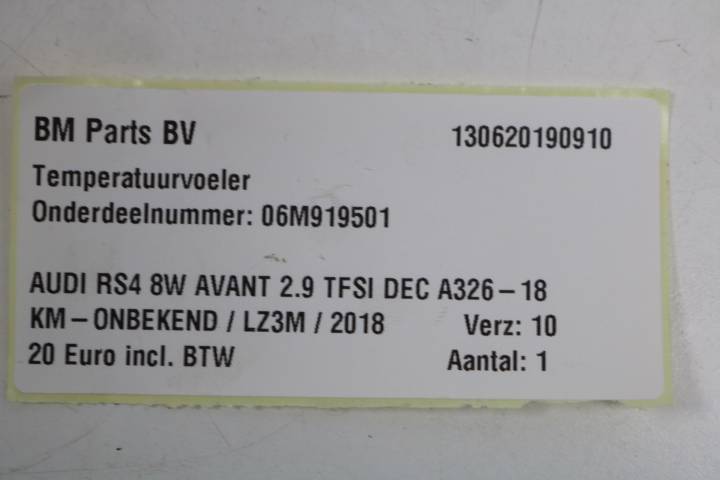 BM Parts BV 130620190910
Temperatuurvoeler
Onderdeelnummer: 06M919501
AUDI RS4 8W AVANT 2.9 TFSI DEC A326-18
KM-ONBEKEND / LZ3M / 2018 Verz: 10
20 Euro incl. BTW Aantal: 1